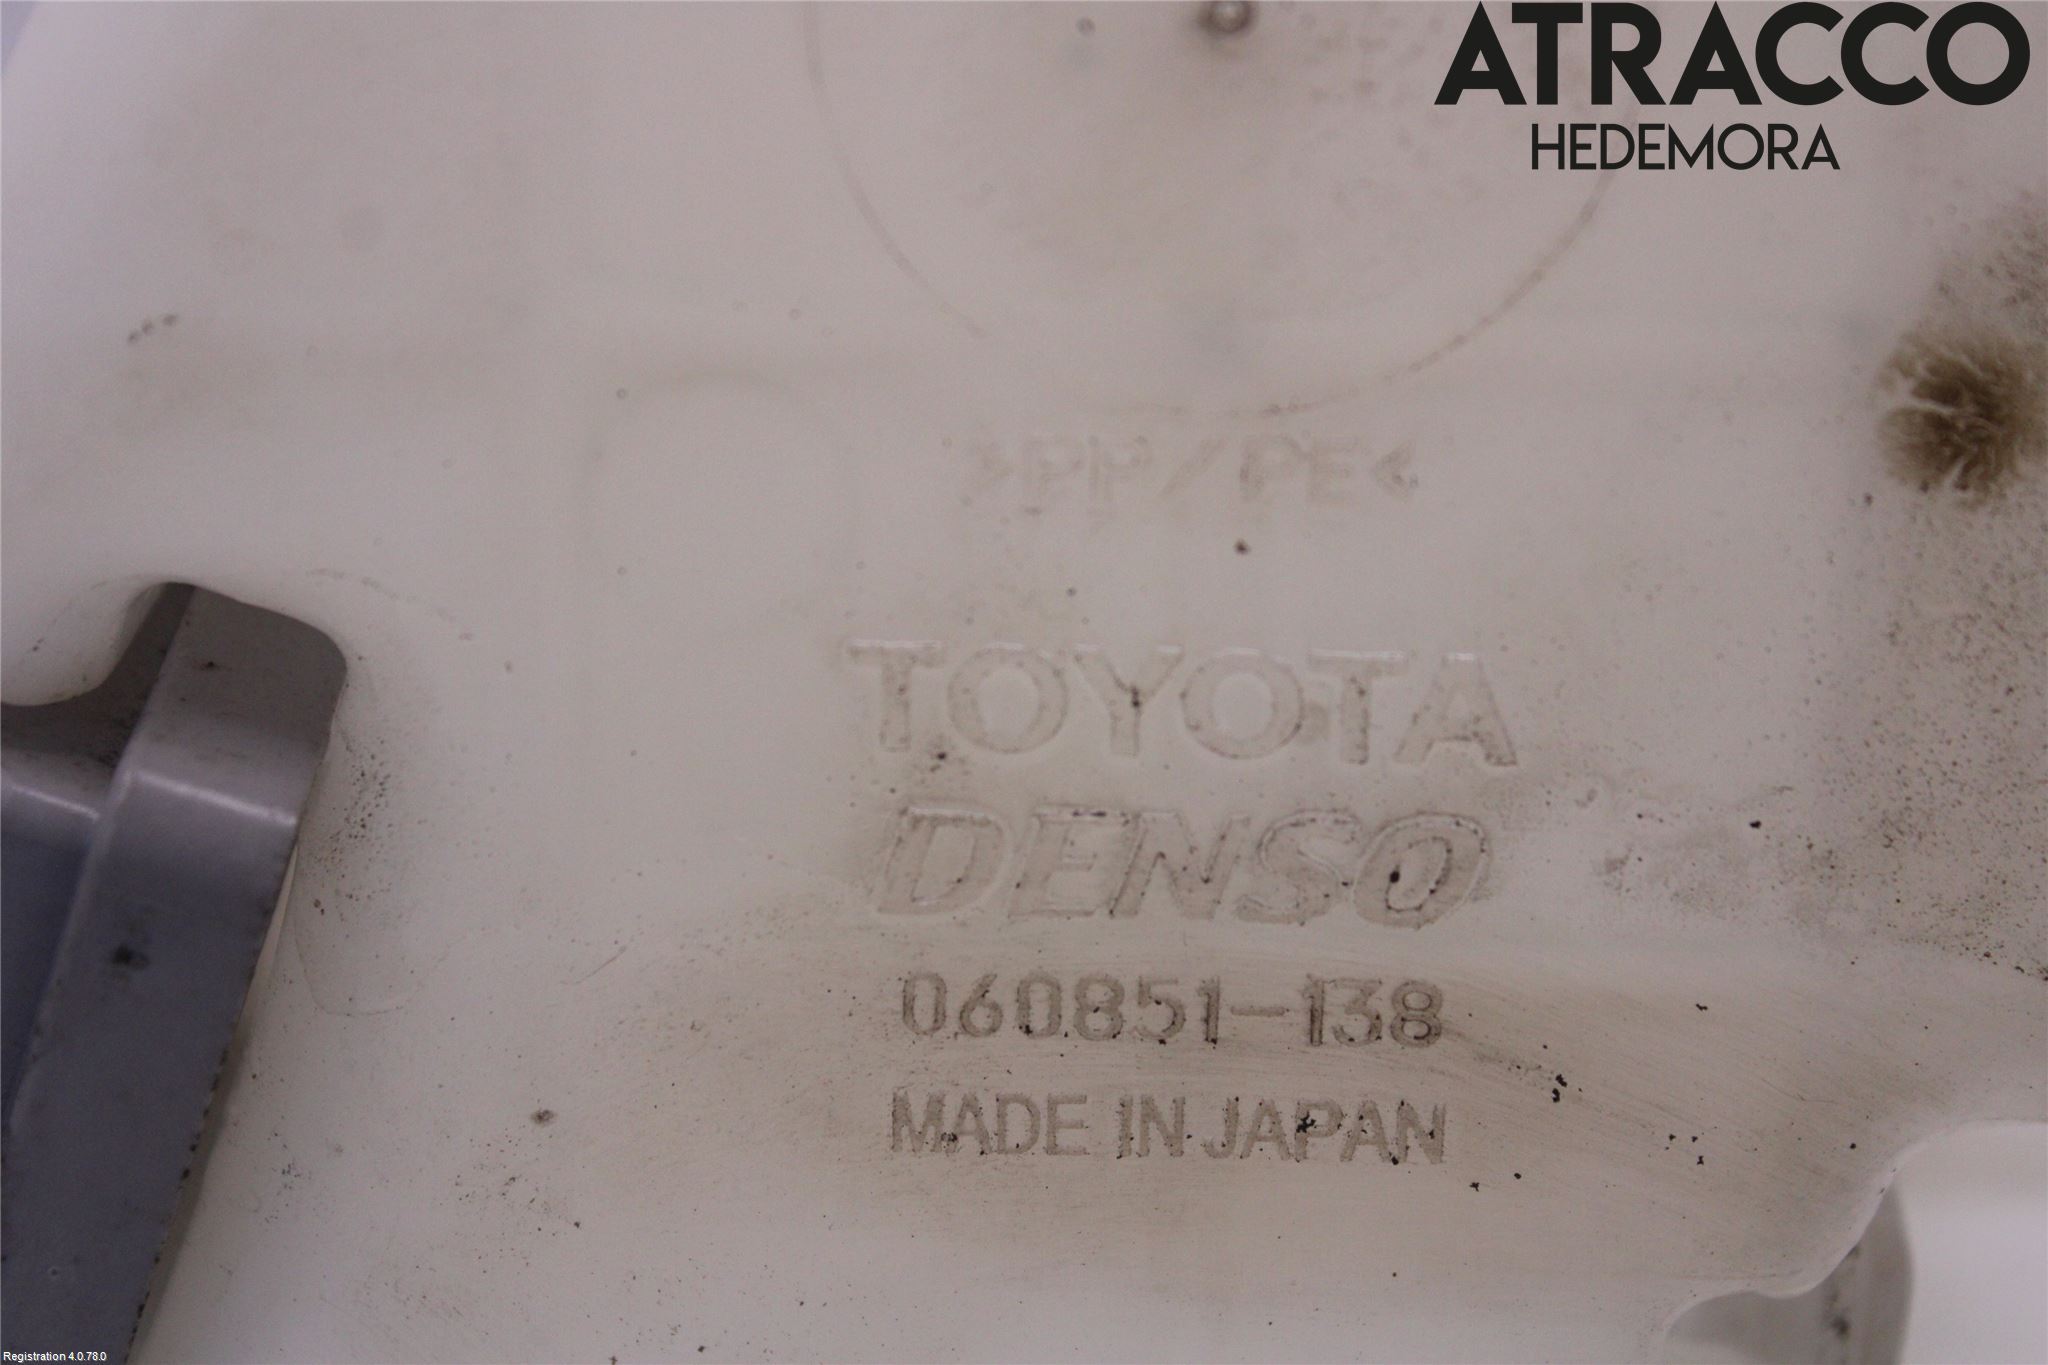 ATRACCO
HEDEMORA
>PP/PE<
TOYOTA
DENSO
060851-138
MADE IN JAPAN
Registration 4.0.78.0